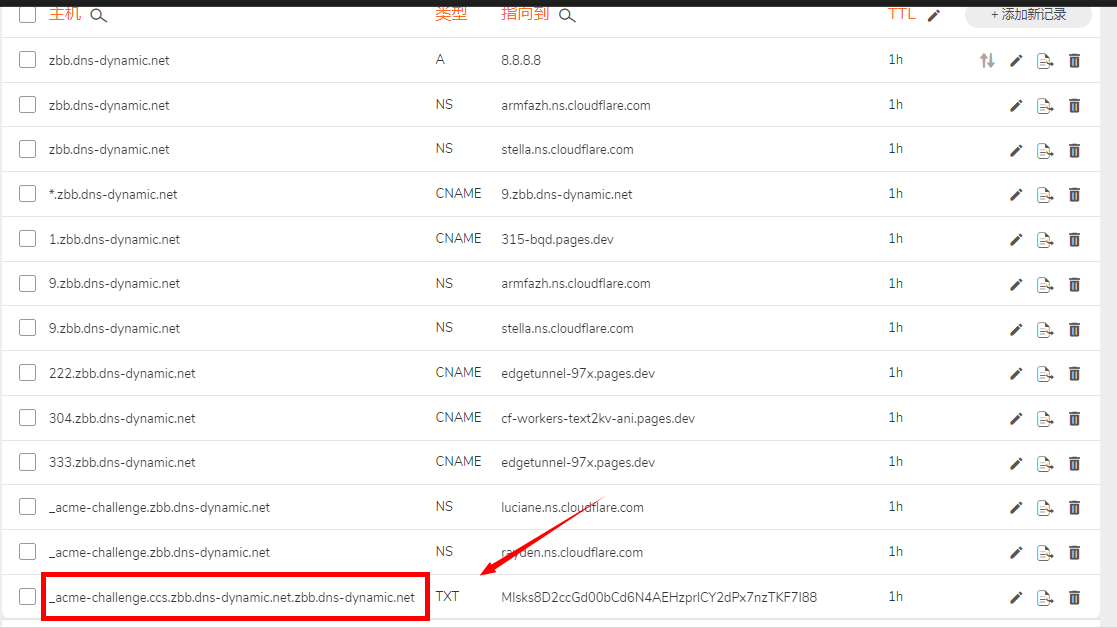 主机 类型 指向到 TTL + 添加新记录
zbb.dns-dynamic.net A 8.8.8.8 1h
zbb.dns-dynamic.net NS armfazh.ns.cloudflare.com 1h
zbb.dns-dynamic.net NS stella.ns.cloudflare.com 1h
*.zbb.dns-dynamic.net CNAME 9.zbb.dns-dynamic.net 1h
1.zbb.dns-dynamic.net CNAME 315-bqd.pages.dev 1h
9.zbb.dns-dynamic.net NS armfazh.ns.cloudflare.com 1h
9.zbb.dns-dynamic.net NS stella.ns.cloudflare.com 1h
222.zbb.dns-dynamic.net CNAME edgetunnel-97x.pages.dev 1h
304.zbb.dns-dynamic.net CNAME cf-workers-text2kv-ani.pages.dev 1h
333.zbb.dns-dynamic.net CNAME edgetunnel-97x.pages.dev 1h
_acme-challenge.zbb.dns-dynamic.net NS luciane.ns.cloudflare.com 1h
_acme-challenge.zbb.dns-dynamic.net NS rayden.ns.cloudflare.com 1h
_acme-challenge.ccs.zbb.dns-dynamic.net.zbb.dns-dynamic.net TXT MIsks8D2ccGd00bCd6N4AEHzprlCY2dPx7nzTKF7I88 1h